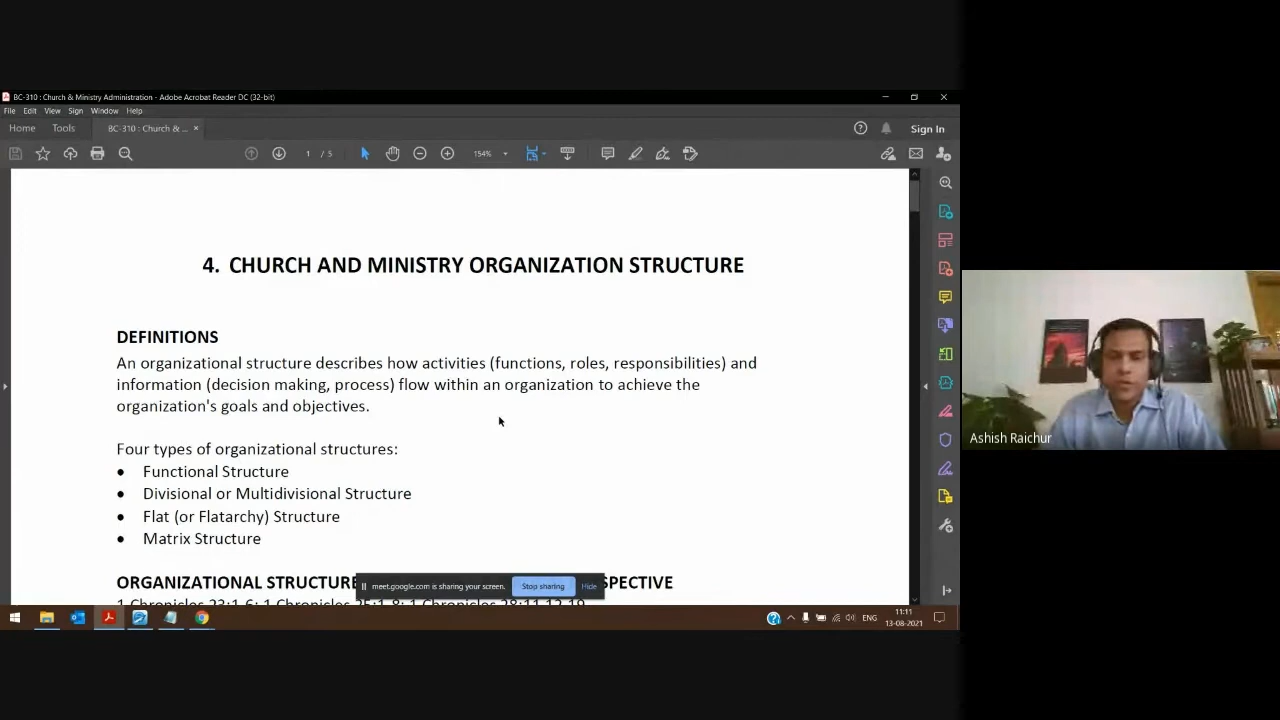 BC-310 : Church & Ministry Administration - Adobe Acrobat Reader DC (32-bit)
File Edit View Sign Window Help
Home Tools BC-310 : Church & ... × Sign In
1 / 5 154%
4. CHURCH AND MINISTRY ORGANIZATION STRUCTURE
DEFINITIONS
An organizational structure describes how activities (functions, roles, responsibilities) and
information (decision making, process) flow within an organization to achieve the
organization's goals and objectives.
Four types of organizational structures:
• Functional Structure
• Divisional or Multidivisional Structure
• Flat (or Flatarchy) Structure
• Matrix Structure
ORGANIZATIONAL STRUCTURE SPECTIVE
meet.google.com is sharing your screen. Stop sharing Hide
Ashish Raichur
ENG
11:11
13-08-2021